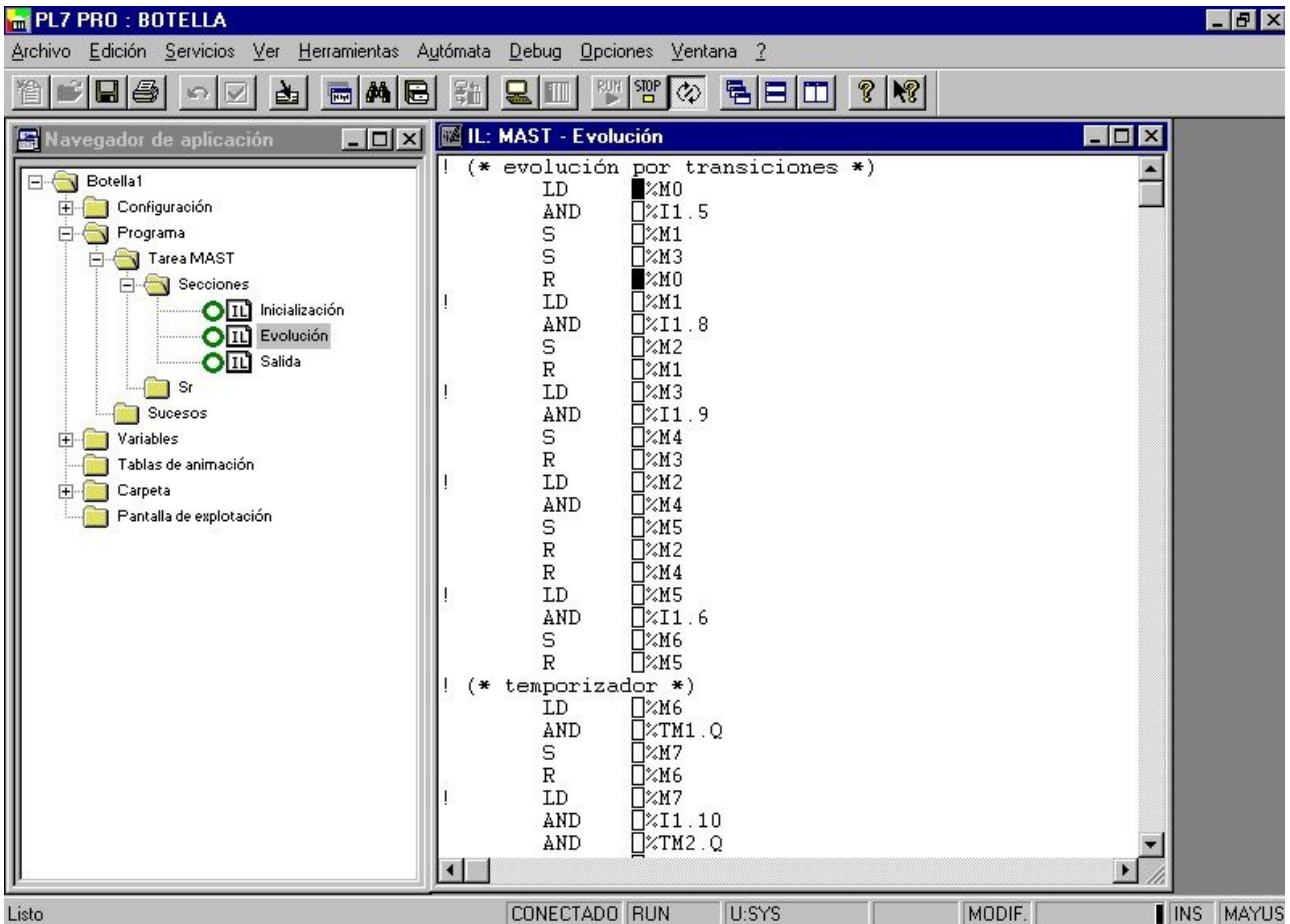 PL7 PRO : BOTELLA
Archivo Edición Servicios Ver Herramientas Autómata Debug Opciones Ventana ?
RUN STOP
Navegador de aplicación
Botella1
Configuración
Programa
Tarea MAST
Secciones
IL Inicialización
IL Evolución
IL Salida
Sr
Sucesos
Variables
Tablas de animación
Carpeta
Pantalla de explotación
IL: MAST - Evolución
! (* evolución por transiciones *)
LD %M0
AND %I1.5
S %M1
S %M3
R %M0
! LD %M1
AND %I1.8
S %M2
R %M1
! LD %M3
AND %I1.9
S %M4
R %M3
! LD %M2
AND %M4
S %M5
R %M2
R %M4
! LD %M5
AND %I1.6
S %M6
R %M5
! (* temporizador *)
LD %M6
AND %TM1.Q
S %M7
R %M6
! LD %M7
AND %I1.10
AND %TM2.Q
Listo CONECTADO RUN U:SYS MODIF. INS MAYUS